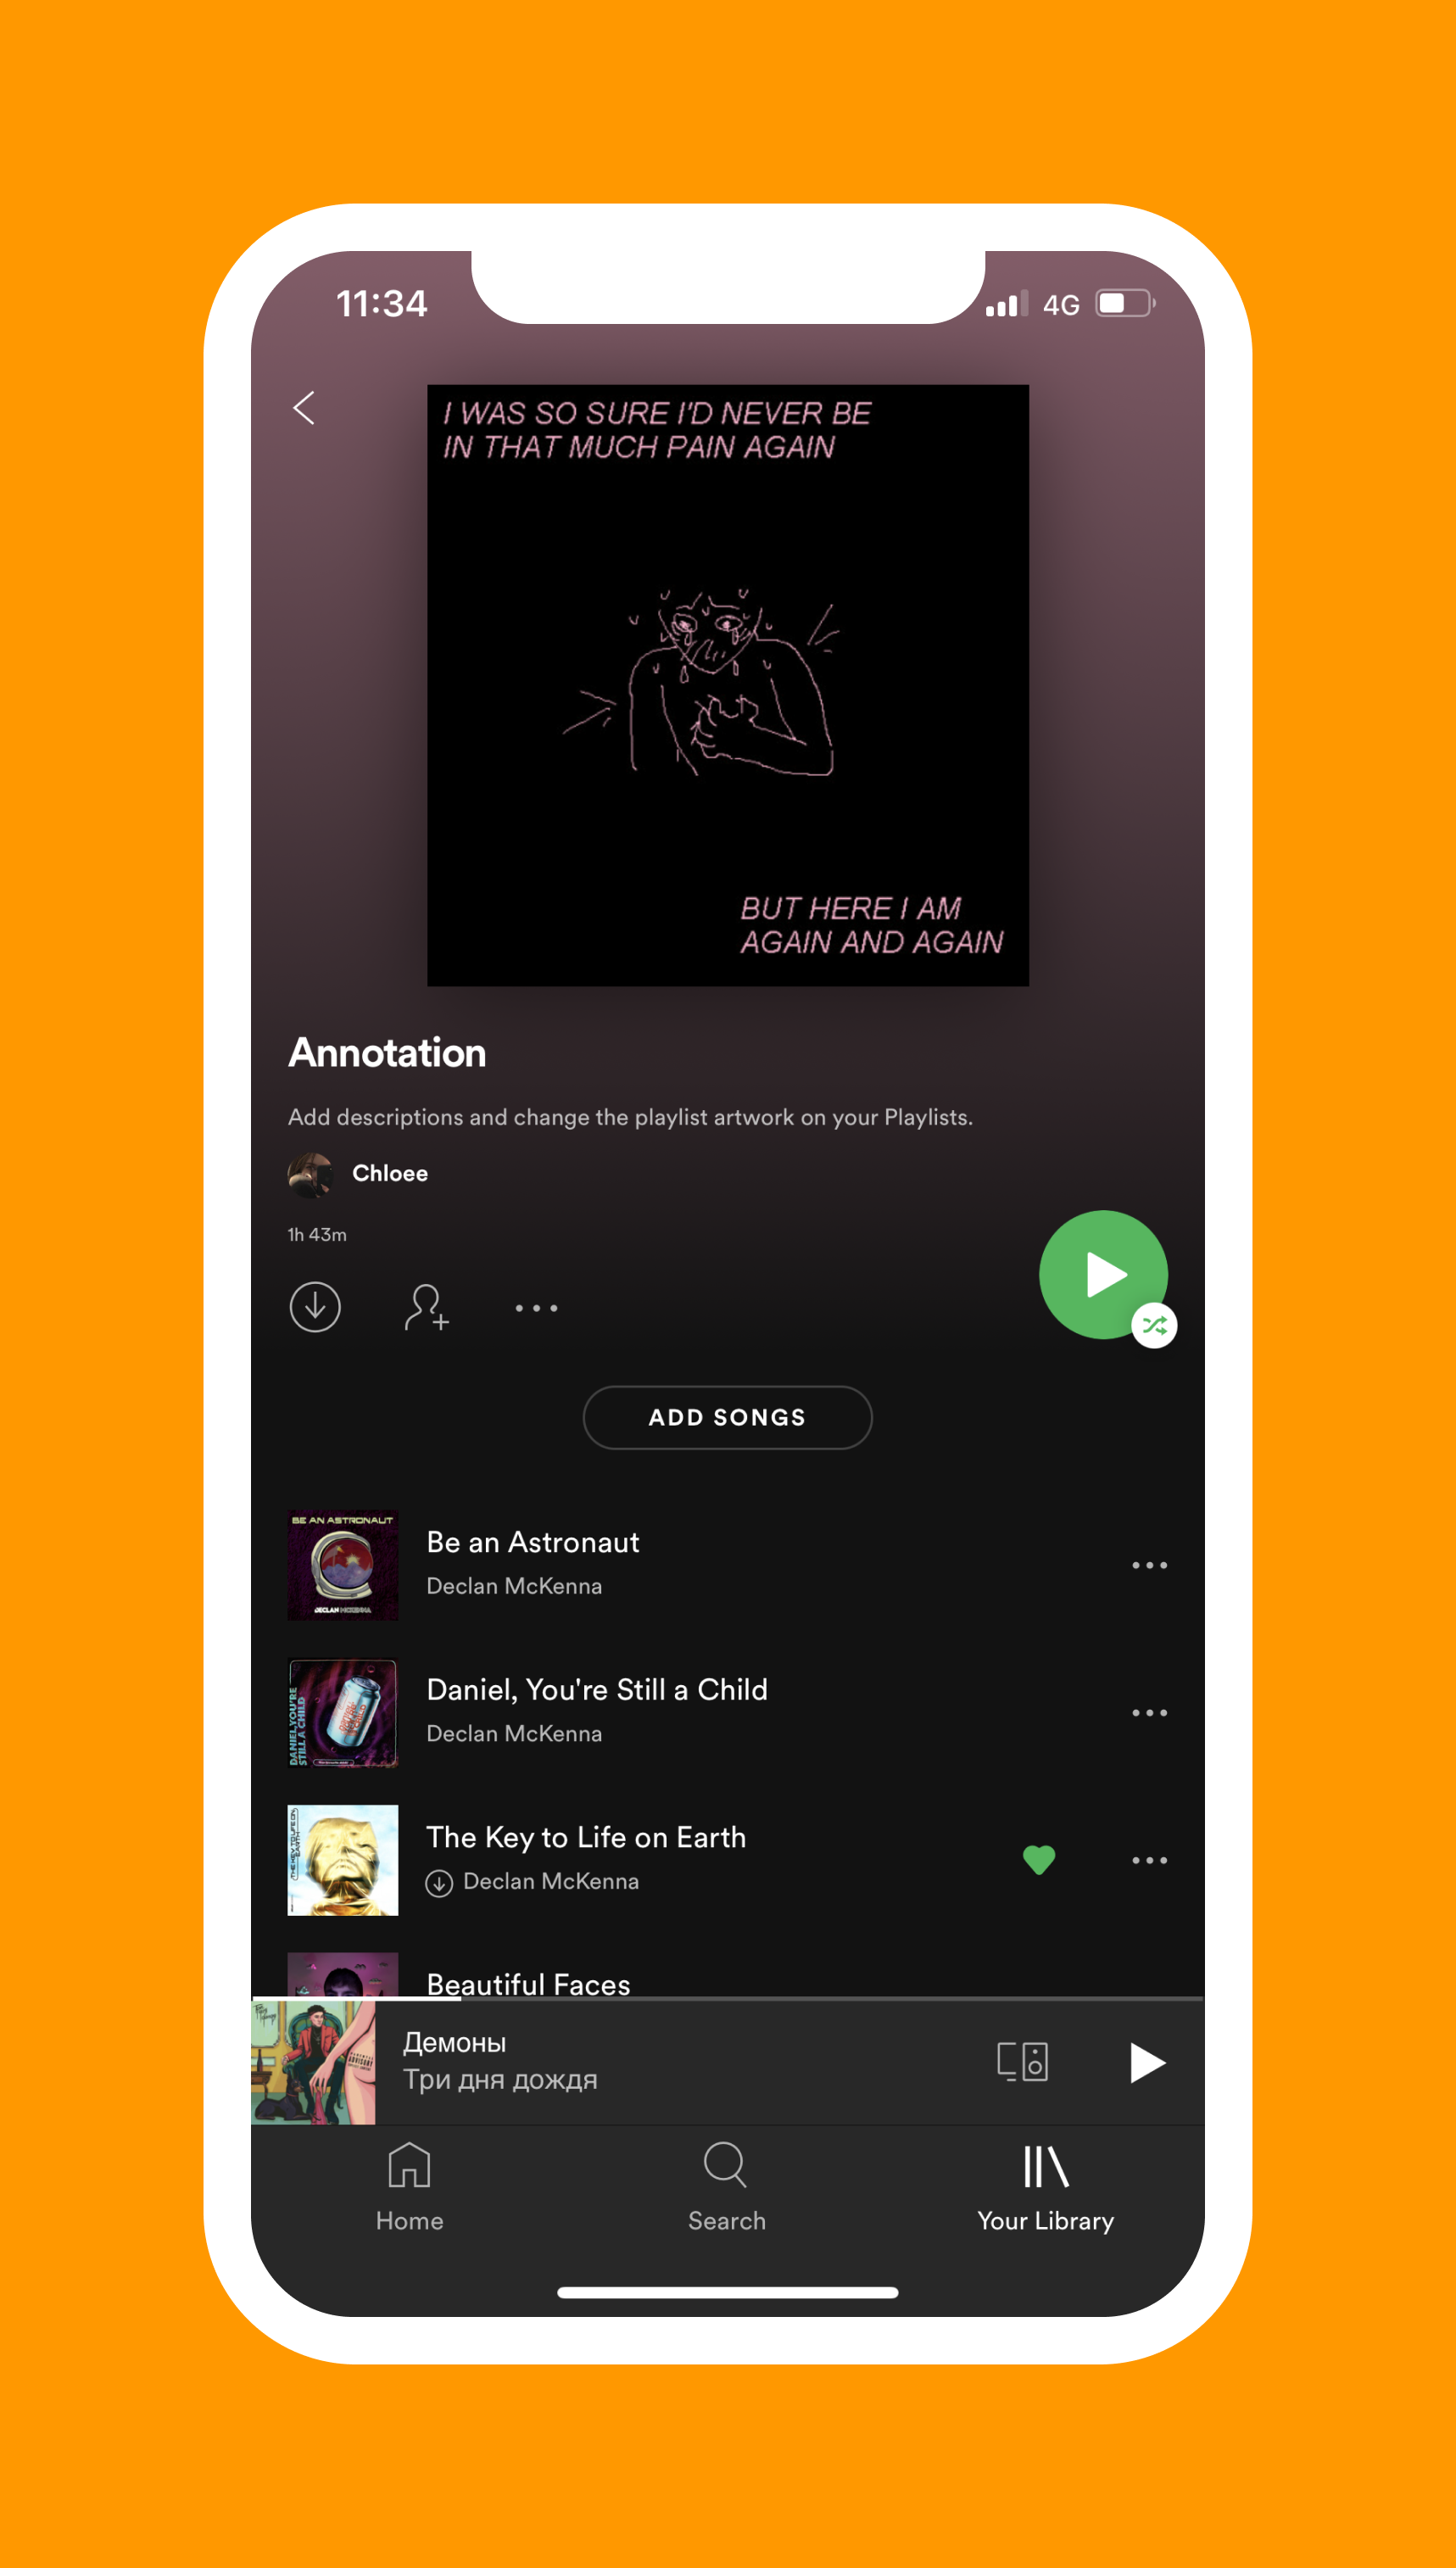 11:34
4G
I WAS SO SURE I'D NEVER BE
IN THAT MUCH PAIN AGAIN
BUT HERE I AM
AGAIN AND AGAIN
Annotation
Add descriptions and change the playlist artwork on your Playlists.
Chloee
1h 43m
ADD SONGS
BE AN ASTRONAUT
DECLAN MCKENNA
Be an Astronaut
Declan McKenna
DANIEL, YOU'RE
STILL A CHILD
Daniel, You're Still a Child
Declan McKenna
THE KEY TO LIFE ON
EARTH
The Key to Life on Earth
Declan McKenna
Beautiful Faces
ADVISORY
Демоны
Три дня дождя
Home
Search
Your Library